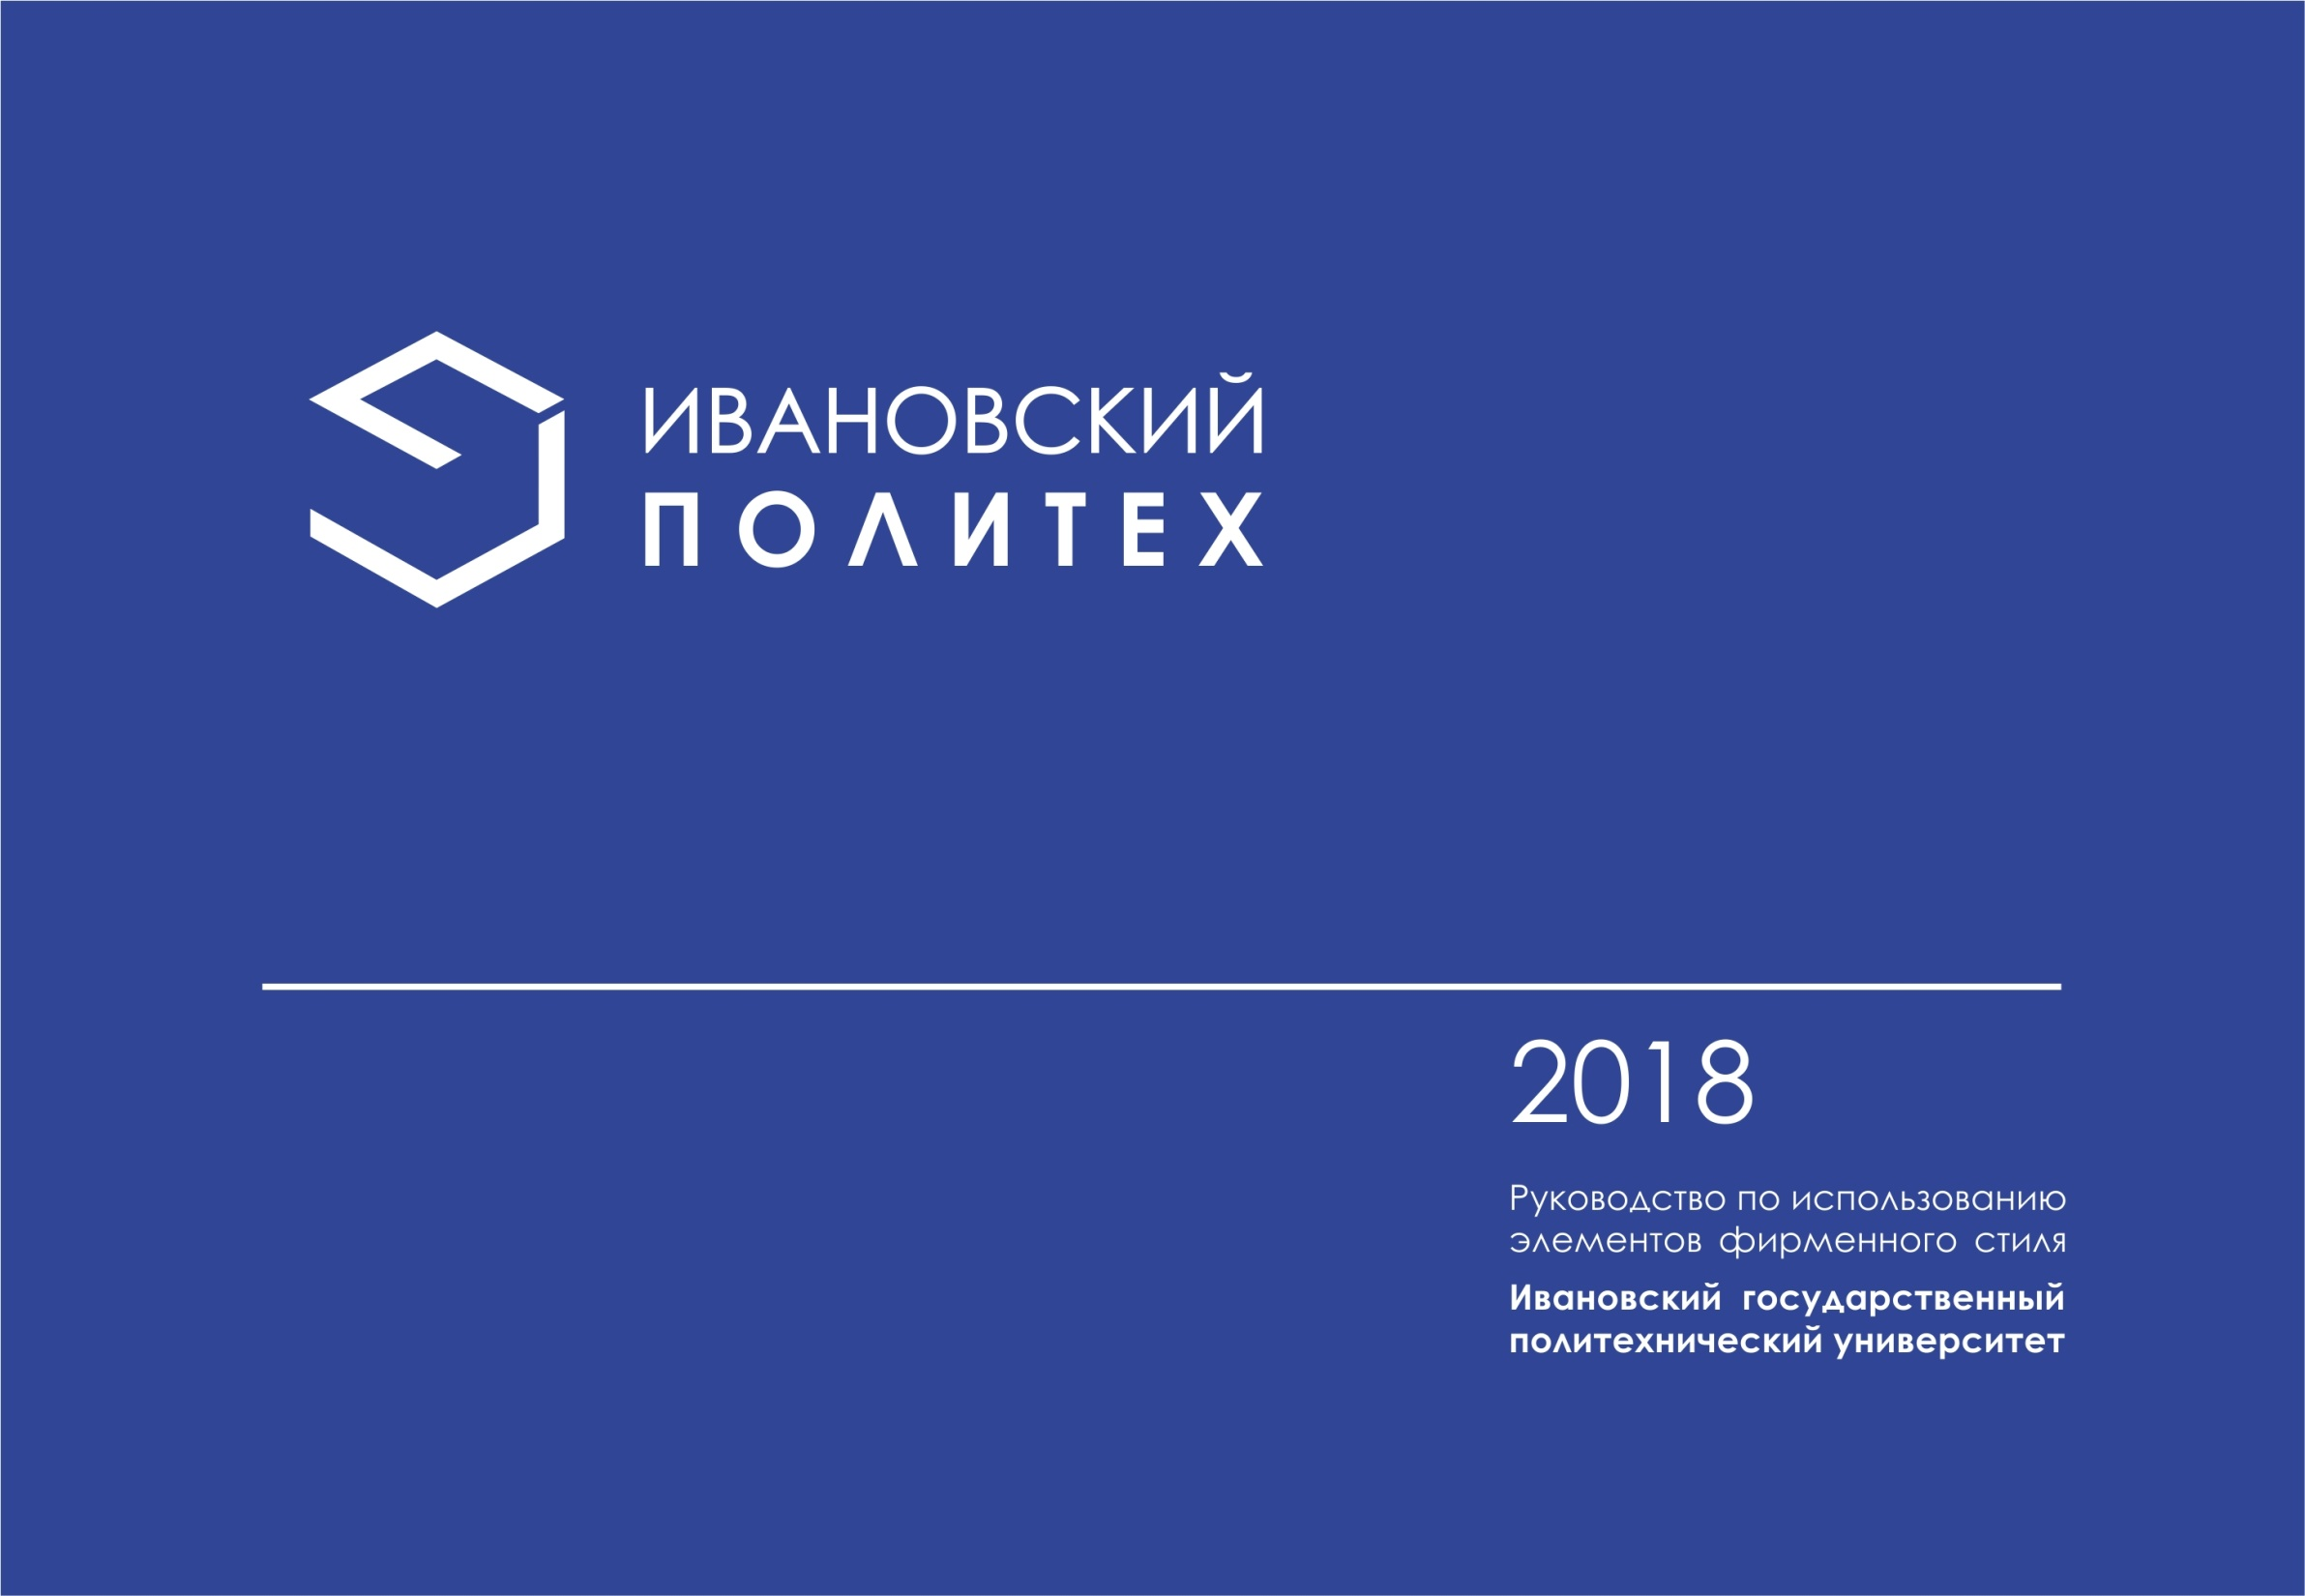 ИВАНОВСКИЙ
ПОЛИТЕХ
2018
Руководство по использованию
элементов фирменного стиля
Ивановский государственный
политехнический университет